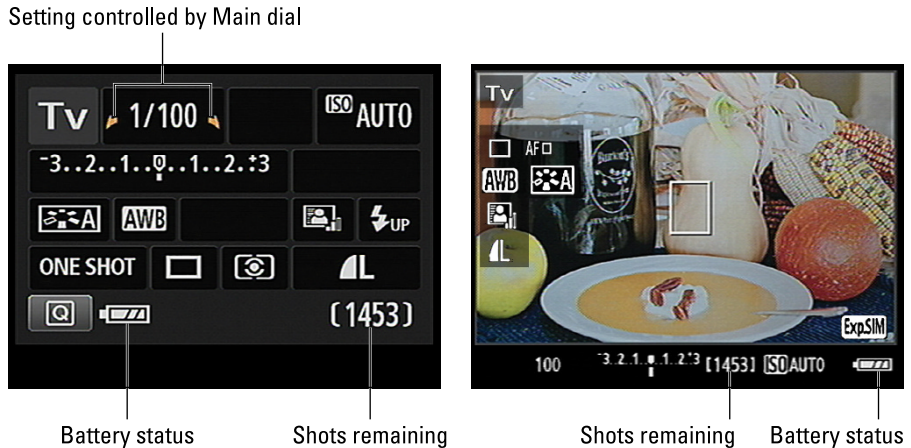 Setting controlled by Main dial
Tv 1/100 ISO AUTO
-3..2..1..0..1..2.+3
A AWB UP
ONE SHOT L
Q [1453]
Battery status Shots remaining
Tv
AF
AWB A
L
Exp.SIM
100 -3..2..1..1..2.+3 [1453] ISO AUTO
Shots remaining Battery status